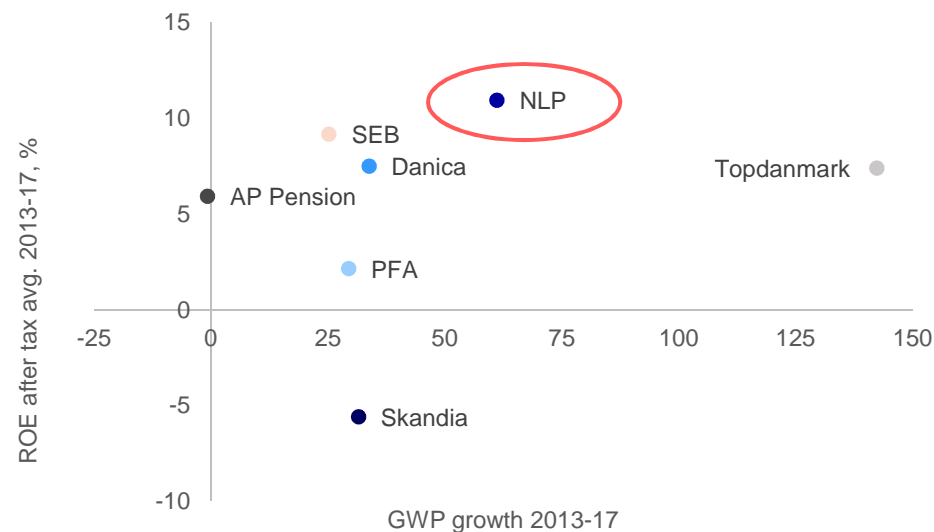 15
NLP
10
SEB
Danica
Topdanmark
AP Pension
5
PFA
0
-25
0
25
50
75
100
125
150
-5
Skandia
-10
ROE after tax avg. 2013-17, %
GWP growth 2013-17